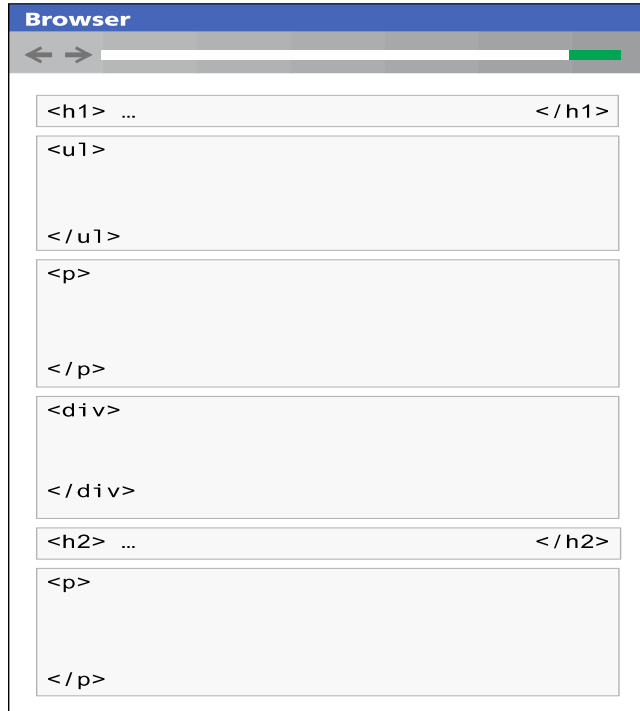 Browser
<h1> … </h1>
<ul>
</ul>
<p>
</p>
<div>
</div>
<h2> … </h2>
<p>
</p>